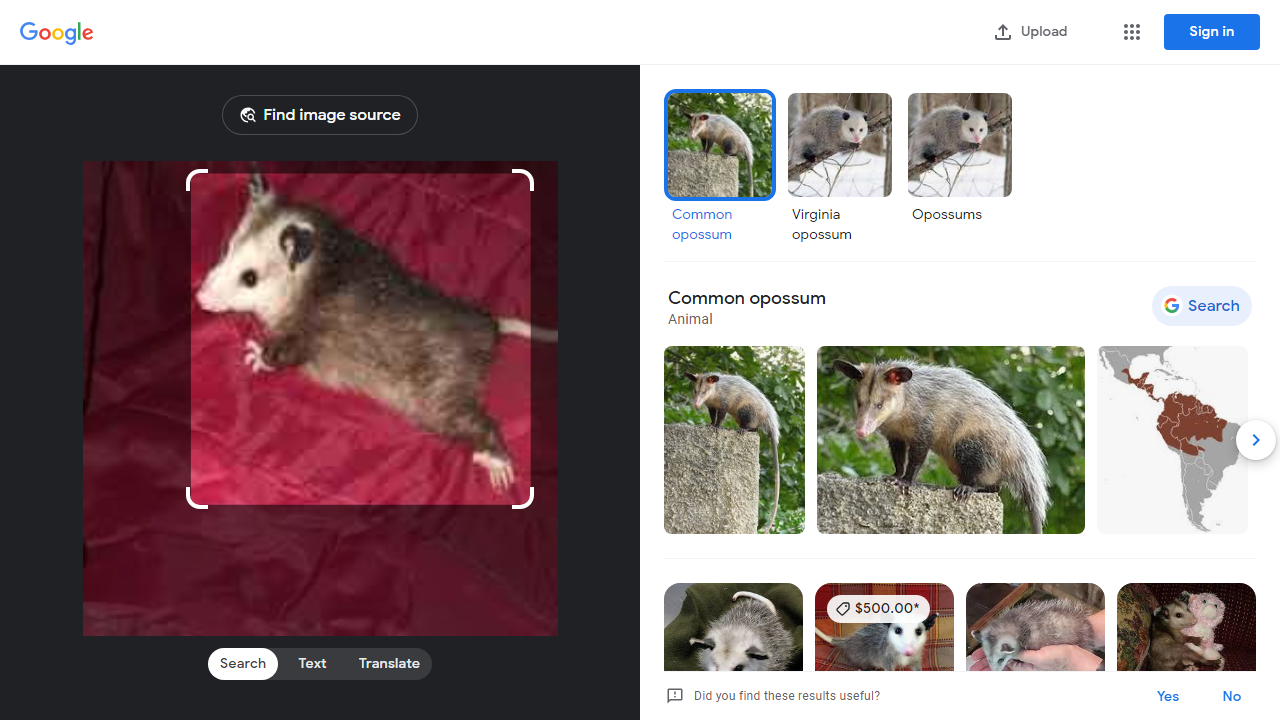 Google
Upload
Sign in
Find image source
Search
Text
Translate
Common
opossum
Virginia
opossum
Opossums
Common opossum
Animal
Search
$500.00*
Did you find these results useful?
Yes
No